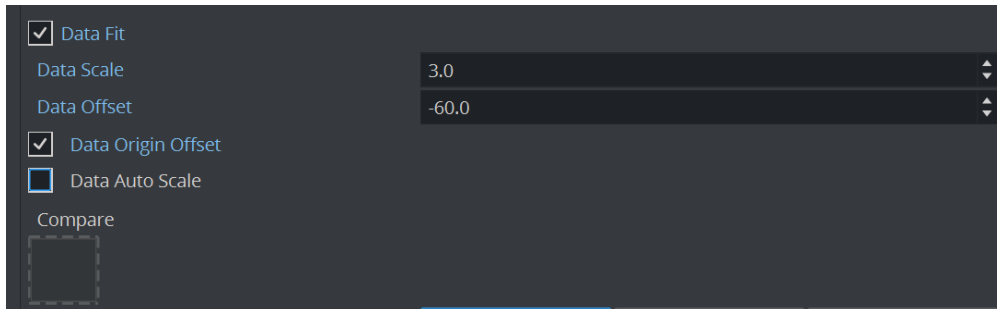 Data Fit
Data Scale 3.0
Data Offset -60.0
Data Origin Offset
Data Auto Scale
Compare